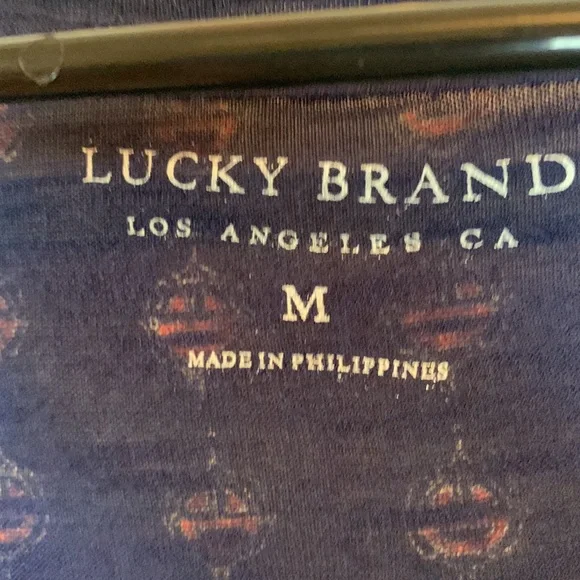 LUCKY BRAND
LOS ANGELES CA
M
MADE IN PHILIPPINES